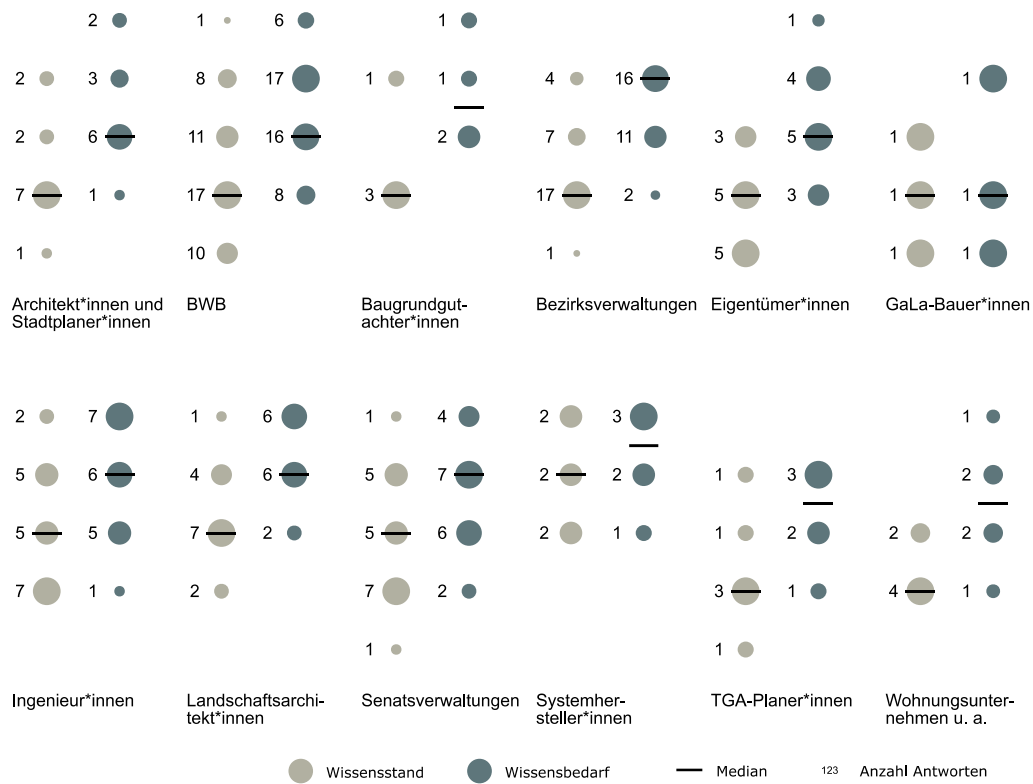 2 1 6 1 1
2 3 8 17 1 1 4 16 4 1
2 6 11 16 2 7 11 3 5 1
7 1 17 8 3 17 2 5 3 1 1
1 10 1 5 1 1
Architekt*innen und BWB Baugrundgut- Bezirksverwaltungen Eigentümer*innen GaLa-Bauer*innen
Stadtplaner*innen achter*innen
2 7 1 6 1 4 2 3 1
5 6 4 6 5 7 2 2 1 3 2
5 5 7 2 5 6 2 1 1 2 2 2
7 1 2 7 2 3 1 4 1
1 1
Ingenieur*innen Landschaftsarchi- Senatsverwaltungen Systemher- TGA-Planer*innen Wohnungsunter-
tekt*innen steller*innen nehmen u. a.
Wissensstand Wissensbedarf Median 123 Anzahl Antworten